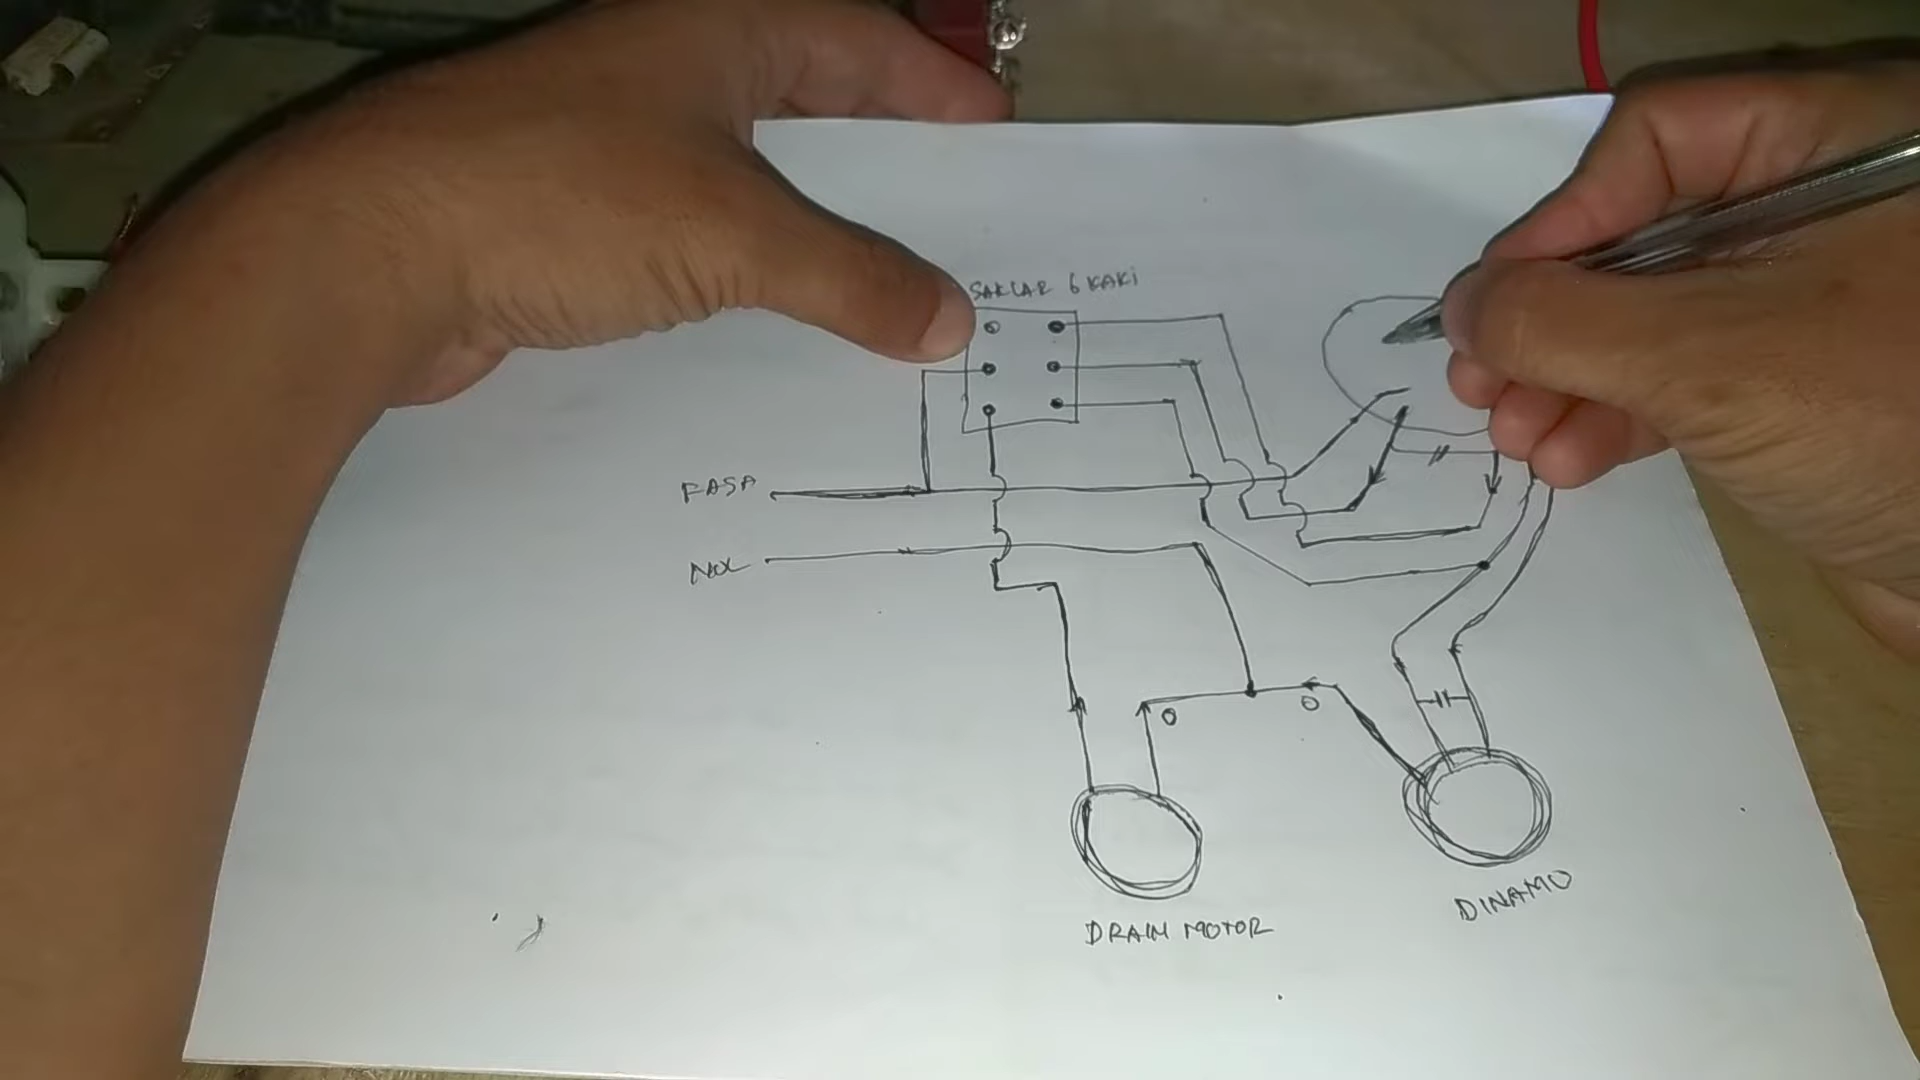 SAKLAR 6 KAKI
FASA
NOL
DRAIN MOTOR
DINAMO